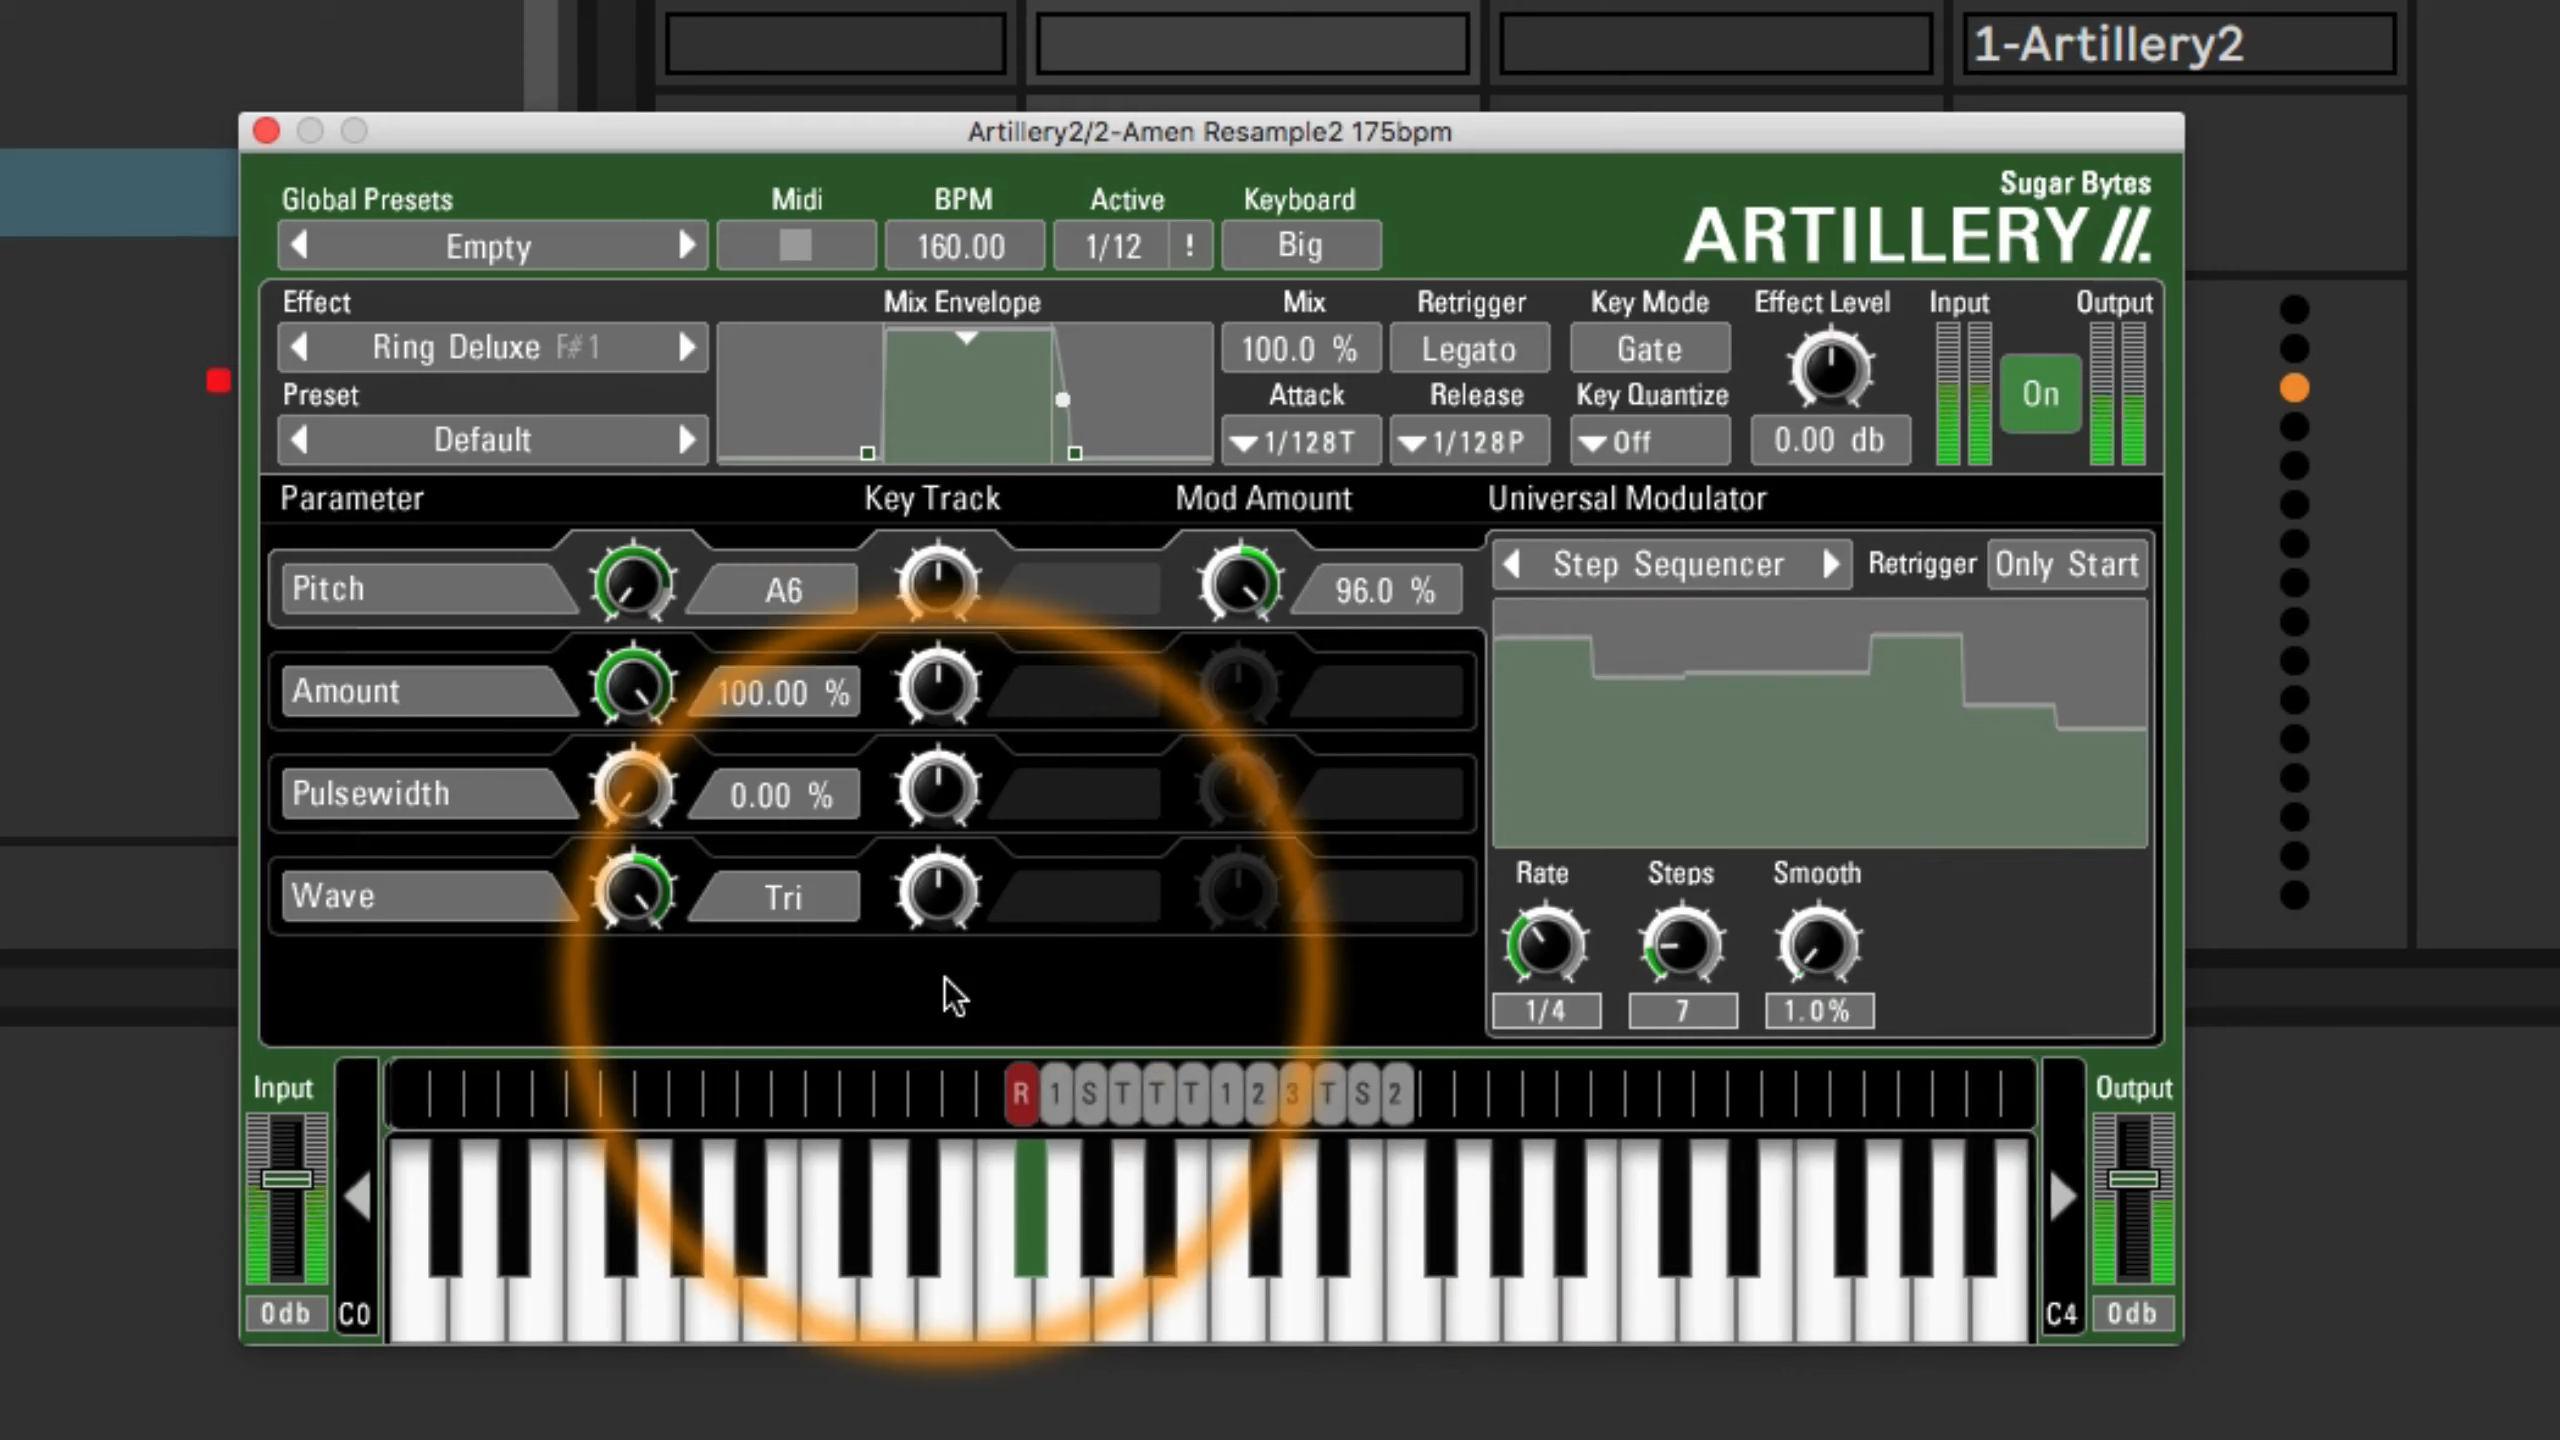 1-Artillery2
Artillery2/2-Amen Resample2 175bpm
Global Presets Midi BPM Active Keyboard
Empty 160.00 1/12 ! Big
Sugar Bytes
ARTILLERY //.
Effect Mix Envelope Mix Retrigger Key Mode Effect Level Input Output
Ring Deluxe F#1 100.0 % Legato Gate
On
Preset Attack Release Key Quantize
Default 1/128T 1/128P Off 0.00 db
Parameter Key Track Mod Amount Universal Modulator
Step Sequencer Retrigger Only Start
Pitch A6 96.0 %
Amount 100.00 %
Pulsewidth 0.00 %
Wave Tri
Rate Steps Smooth
1/4 7 1.0%
Input R 1 S T T T 1 2 3 T S 2 Output
0db C0 C4 0db